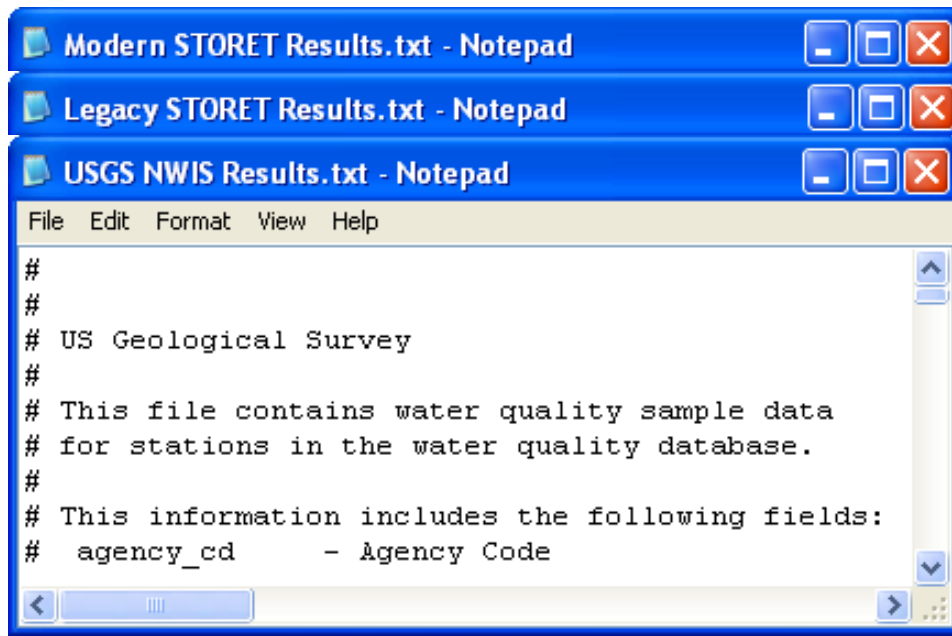 Modern STORET Results.txt - Notepad
Legacy STORET Results.txt - Notepad
USGS NWIS Results.txt - Notepad
File Edit Format View Help
#
#
# US Geological Survey
#
# This file contains water quality sample data
# for stations in the water quality database.
#
# This information includes the following fields:
#  agency_cd     - Agency Code